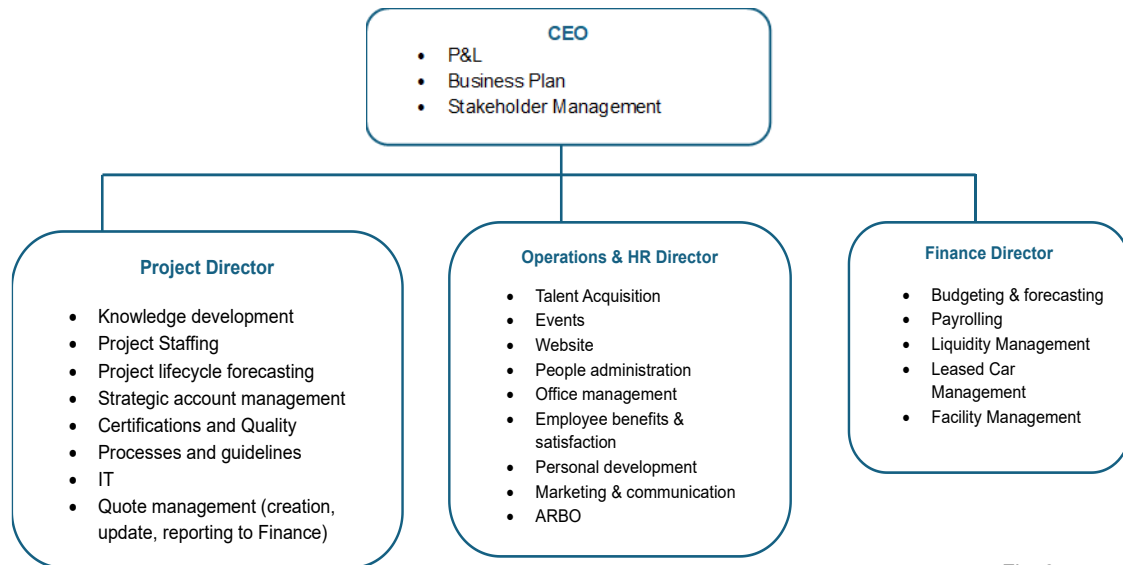 CEO
• P&L
• Business Plan
• Stakeholder Management
Project Director
• Knowledge development
• Project Staffing
• Project lifecycle forecasting
• Strategic account management
• Certifications and Quality
• Processes and guidelines
• IT
• Quote management (creation,
update, reporting to Finance)
Operations & HR Director
• Talent Acquisition
• Events
• Website
• People administration
• Office management
• Employee benefits &
satisfaction
• Personal development
• Marketing & communication
• ARBO
Finance Director
• Budgeting & forecasting
• Payrolling
• Liquidity Management
• Leased Car
Management
• Facility Management